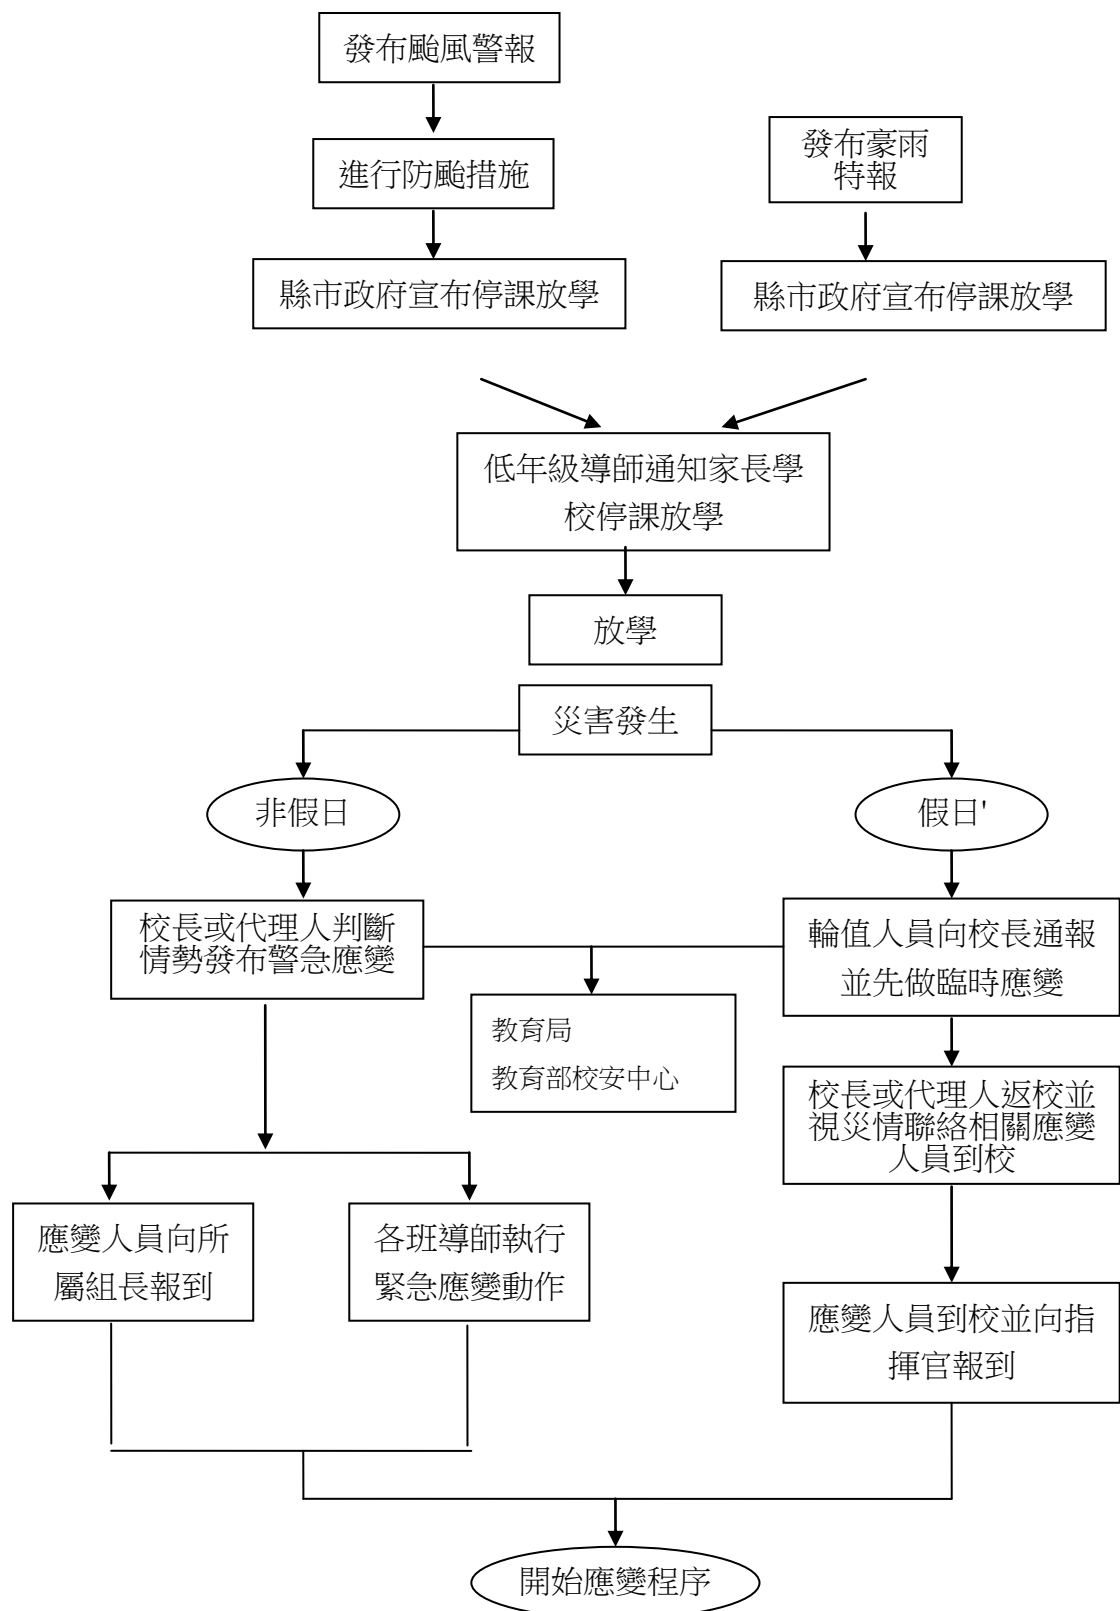 發布颱風警報
進行防颱措施
發布豪雨
特報
縣市政府宣布停課放學
縣市政府宣布停課放學
低年級導師通知家長學
校停課放學
放學
災害發生
非假日
假日'
校長或代理人判斷
情勢發布警急應變
輪值人員向校長通報
並先做臨時應變
教育局
教育部校安中心
校長或代理人返校並
視災情聯絡相關應變
人員到校
應變人員向所
屬組長報到
各班導師執行
緊急應變動作
應變人員到校並向指
揮官報到
開始應變程序